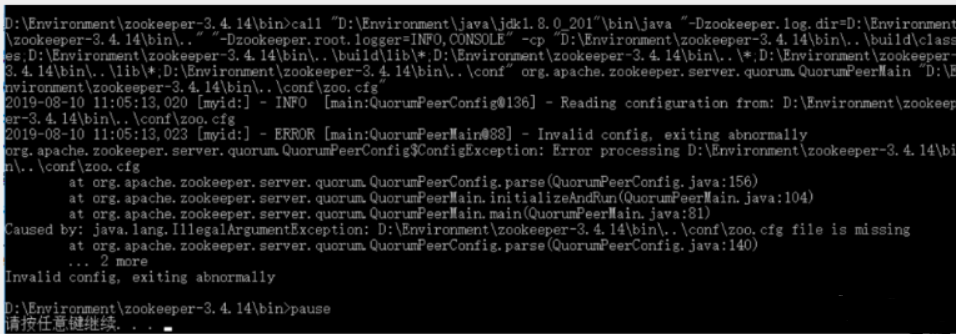 D:\Environment\zookeeper-3.4.14\bin>call "D:\Environment\java\jdk1.8.0_201"\bin\java "-Dzookeeper.log.dir=D:\Environment
\zookeeper-3.4.14\bin\.." "-Dzookeeper.root.logger=INFO,CONSOLE" -cp "D:\Environment\zookeeper-3.4.14\bin\..\build\class
es;D:\Environment\zookeeper-3.4.14\bin\..\build\lib\*;D:\Environment\zookeeper-3.4.14\bin\..\*;D:\Environment\zookeeper-
3.4.14\bin\..\lib\*;D:\Environment\zookeeper-3.4.14\bin\..\conf" org.apache.zookeeper.server.quorum.QuorumPeerMain "D:\E
nvironment\zookeeper-3.4.14\bin\..\conf\zoo.cfg"
2019-08-10 11:05:13,020 [myid:] - INFO  [main:QuorumPeerConfig@136] - Reading configuration from: D:\Environment\zookeep
er-3.4.14\bin\..\conf\zoo.cfg
2019-08-10 11:05:13,023 [myid:] - ERROR [main:QuorumPeerMain@88] - Invalid config, exiting abnormally
org.apache.zookeeper.server.quorum.QuorumPeerConfig$ConfigException: Error processing D:\Environment\zookeeper-3.4.14\bi
n\..\conf\zoo.cfg
at org.apache.zookeeper.server.quorum.QuorumPeerConfig.parse(QuorumPeerConfig.java:156)
at org.apache.zookeeper.server.quorum.QuorumPeerMain.initializeAndRun(QuorumPeerMain.java:104)
at org.apache.zookeeper.server.quorum.QuorumPeerMain.main(QuorumPeerMain.java:81)
Caused by: java.lang.IllegalArgumentException: D:\Environment\zookeeper-3.4.14\bin\..\conf\zoo.cfg file is missing
at org.apache.zookeeper.server.quorum.QuorumPeerConfig.parse(QuorumPeerConfig.java:140)
... 2 more
Invalid config, exiting abnormally
D:\Environment\zookeeper-3.4.14\bin>pause
请按任意键继续. . .